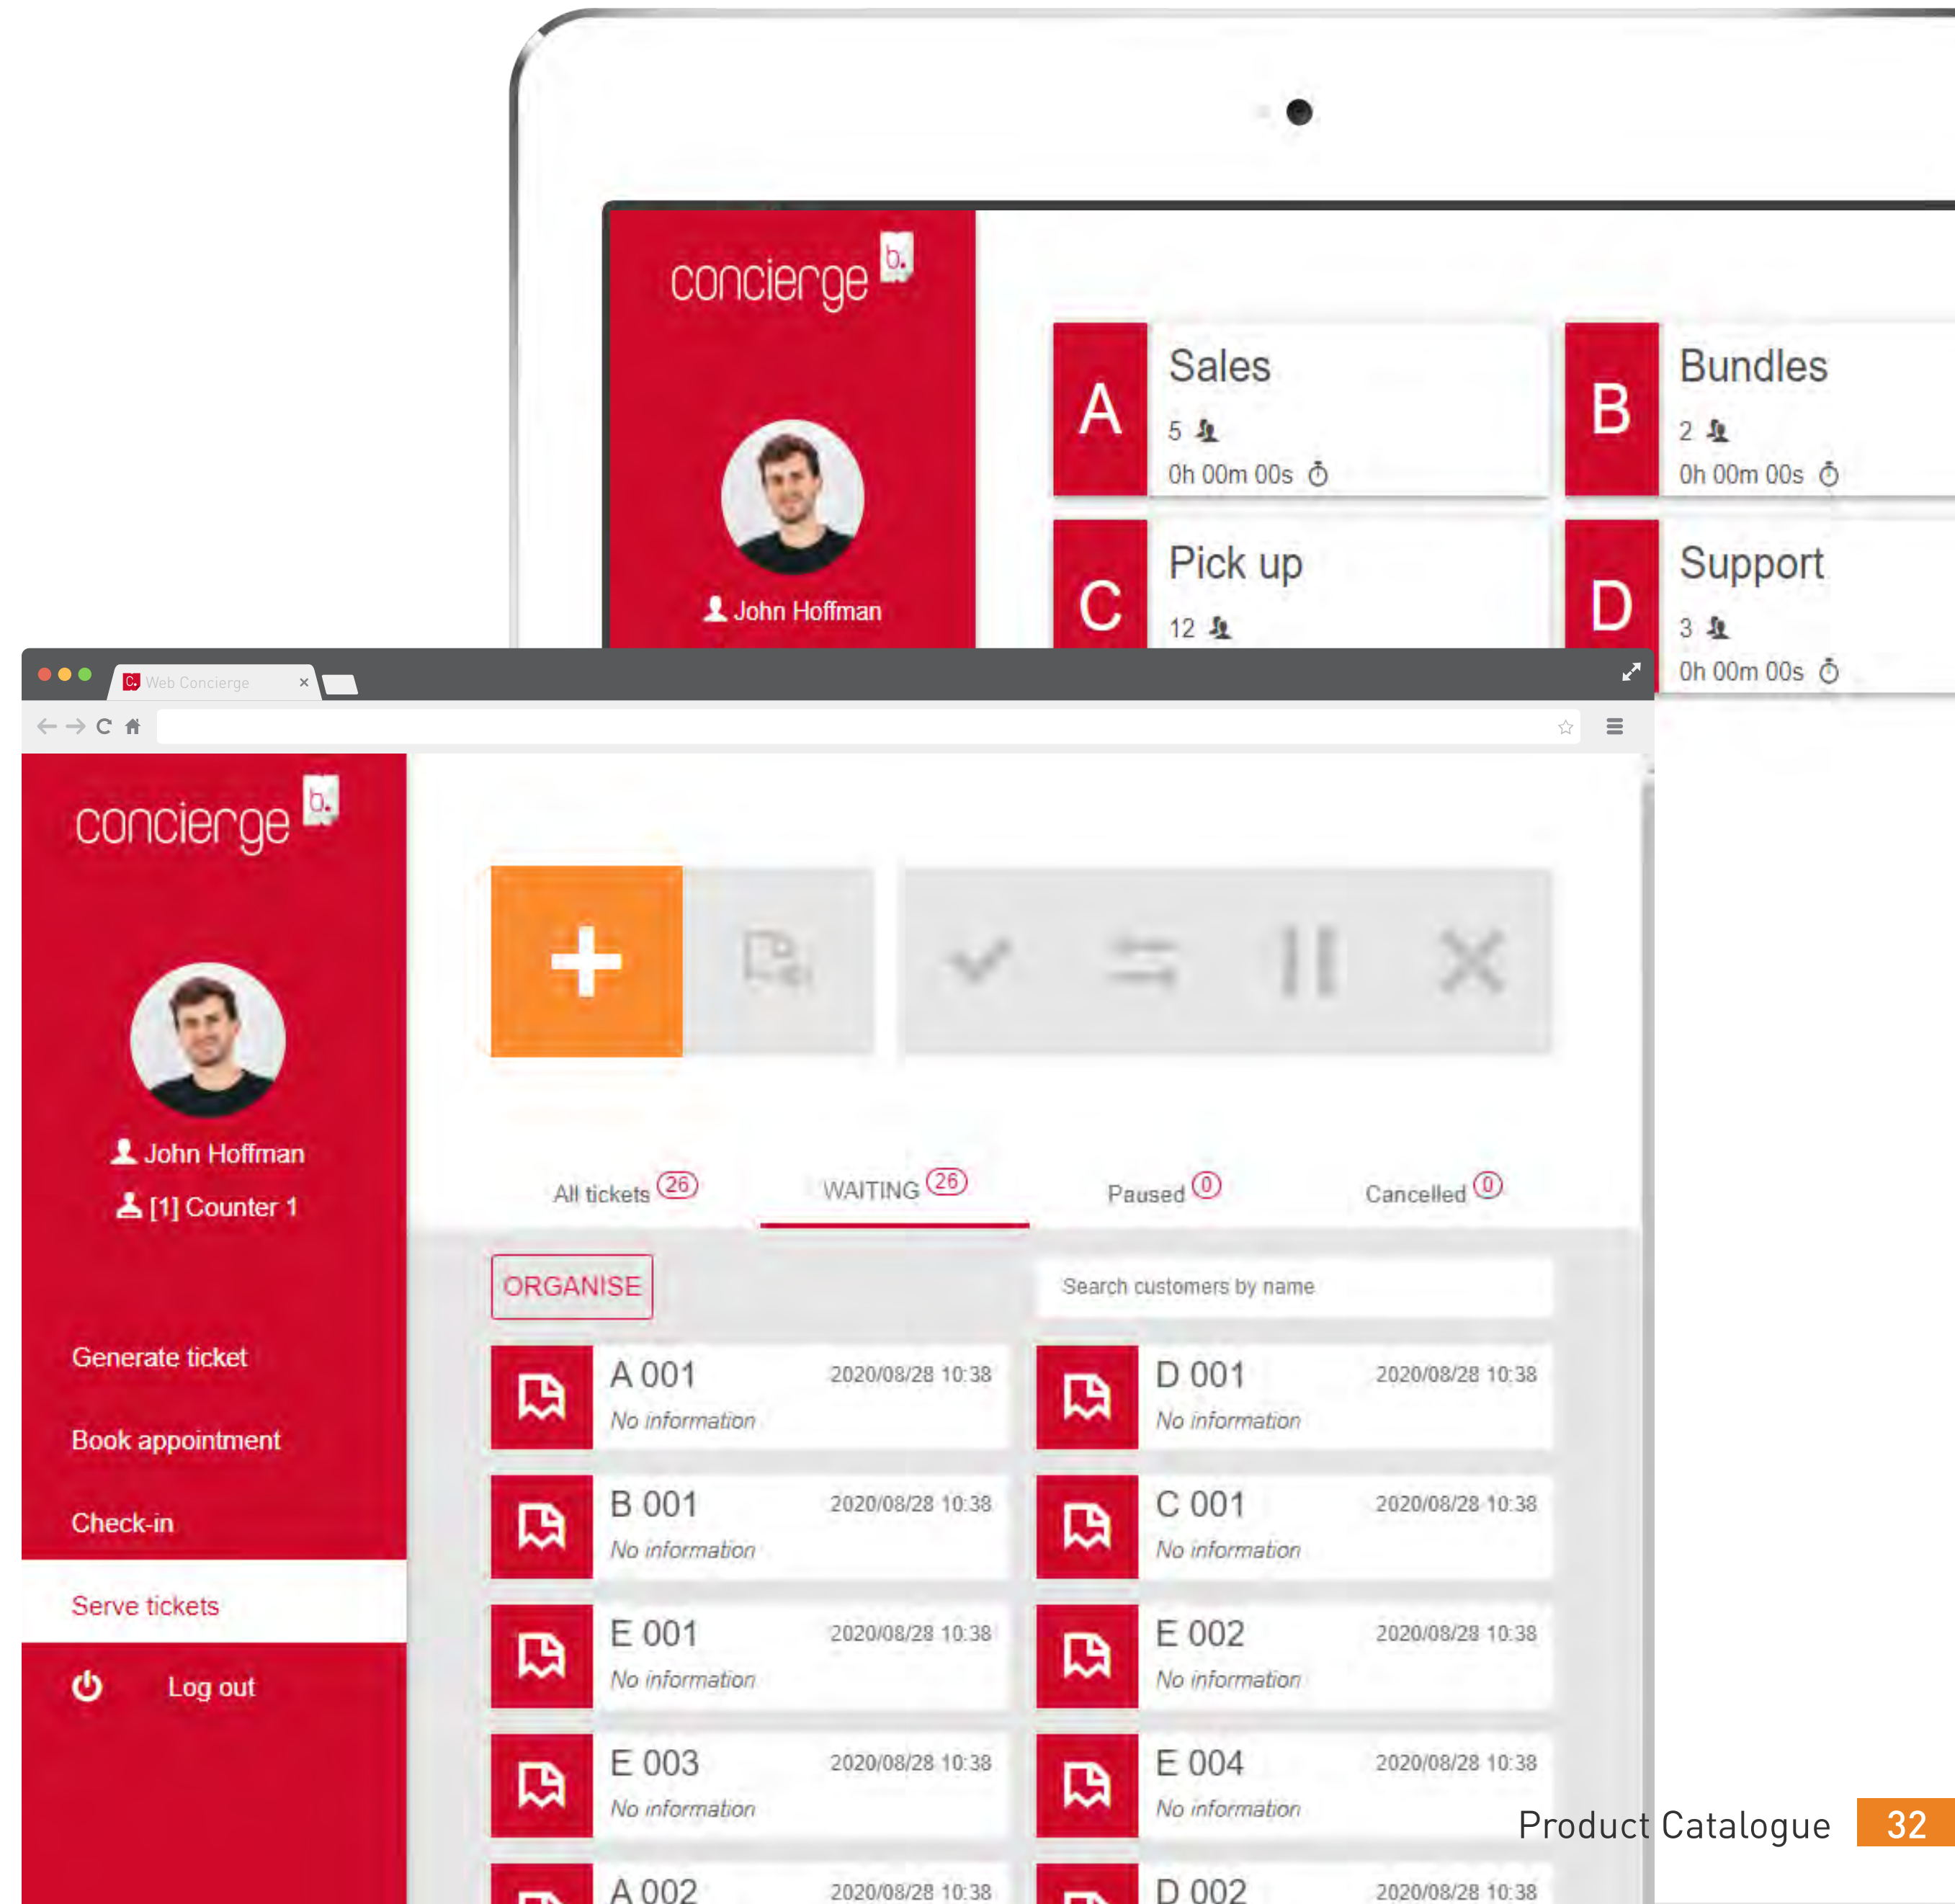 concierge b.
A
Sales
5
0h 00m 00s
B
Bundles
2
0h 00m 00s
John Hoffman
C
Pick up
12
D
Support
3
0h 00m 00s
C. Web Concierge ×
concierge b.
John Hoffman
[1] Counter 1
Generate ticket
Book appointment
Check-in
Serve tickets
Log out
All tickets 26 WAITING 26 Paused 0 Cancelled 0
ORGANISE Search customers by name
A 001 2020/08/28 10:38
No information
D 001 2020/08/28 10:38
No information
B 001 2020/08/28 10:38
No information
C 001 2020/08/28 10:38
No information
E 001 2020/08/28 10:38
No information
E 002 2020/08/28 10:38
No information
E 003 2020/08/28 10:38
No information
E 004 2020/08/28 10:38
No information
A 002 2020/08/28 10:38
D 002 2020/08/28 10:38
Product Catalogue 32